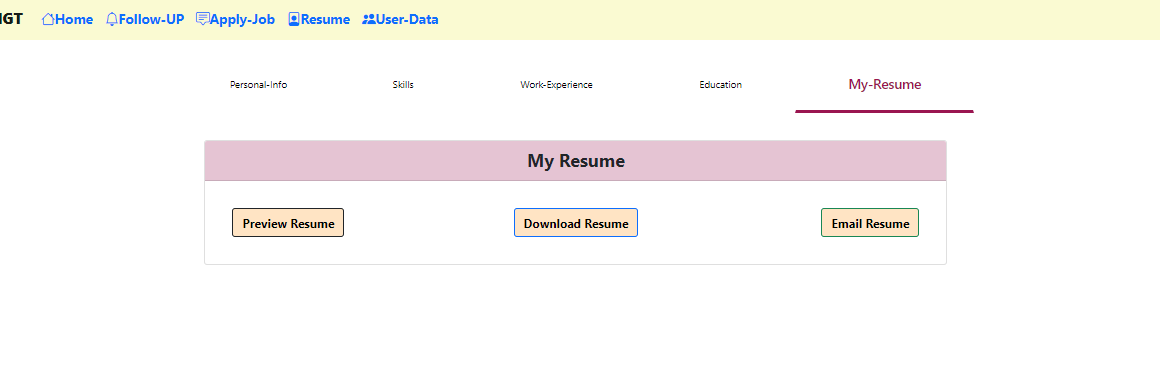 IGT Home Follow-UP Apply-Job Resume User-Data
Personal-Info Skills Work-Experience Education My-Resume
My Resume
Preview Resume Download Resume Email Resume